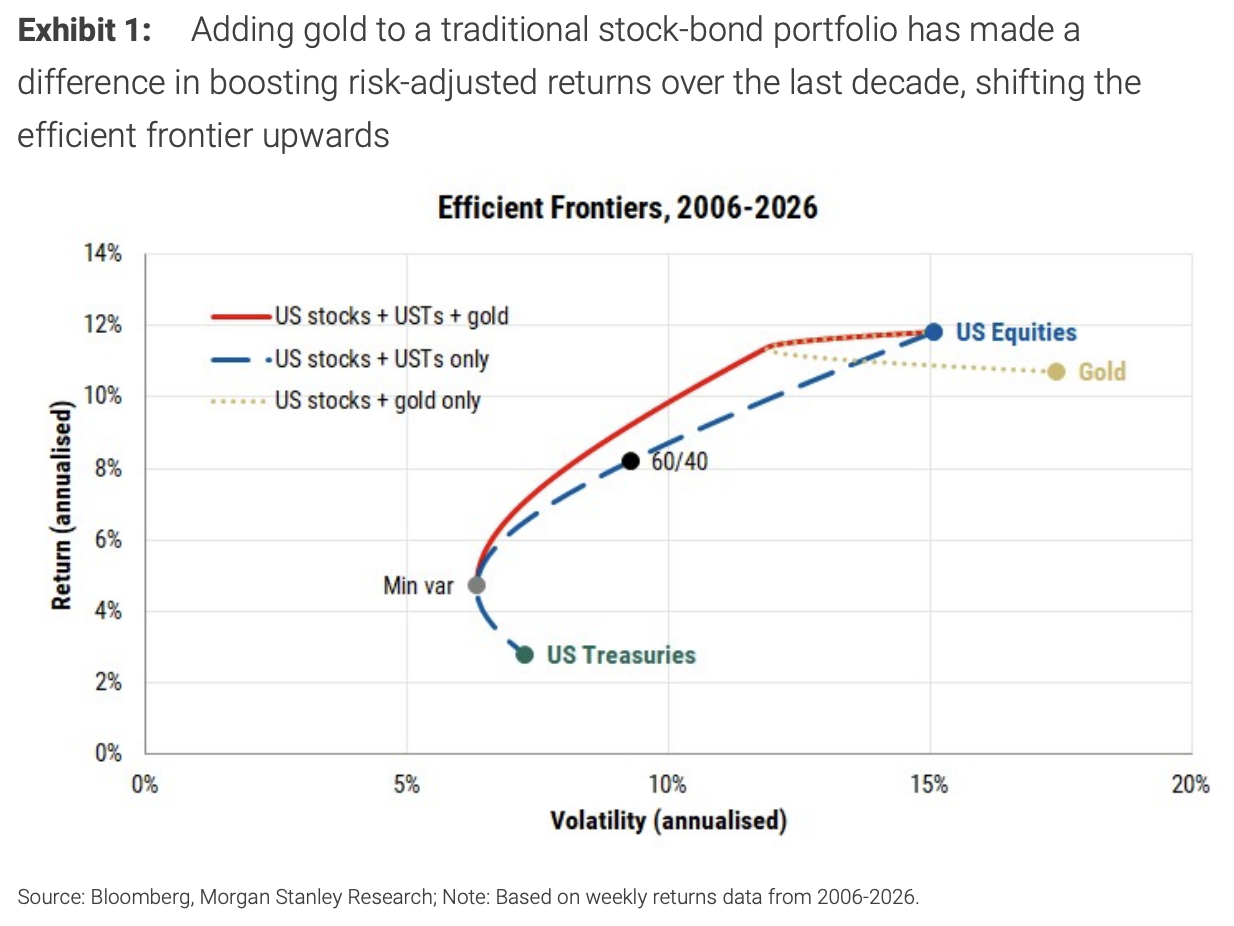 Exhibit 1: Adding gold to a traditional stock-bond portfolio has made a
difference in boosting risk-adjusted returns over the last decade, shifting the
efficient frontier upwards
Efficient Frontiers, 2006-2026
14%
12%
10%
8%
6%
4%
2%
0%
Return (annualised)
US stocks + USTs + gold
US stocks + USTs only
US stocks + gold only
US Equities
Gold
60/40
Min var
US Treasuries
0%
5%
10%
15%
20%
Volatility (annualised)
Source: Bloomberg, Morgan Stanley Research; Note: Based on weekly returns data from 2006-2026.